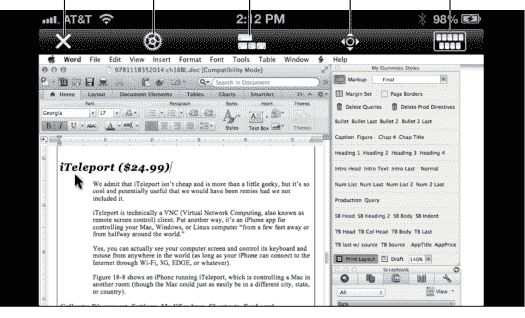 AT&T 2:12 PM 98%
Word File Edit View Insert Format Font Tools Table Window Help
9781118352014 ch18BL.doc [Compatibility Mode]
Search in Document
Home Layout Document Elements Tables Charts SmartArt
Font Paragraph Styles Insert Themes
Georgia 17
B I U ABC Styles Text Box Themes
iTeleport ($24.99)
We admit that iTeleport isn't cheap and is more than a little geeky, but it's so
cool and potentially useful that we would have been remiss had we not
included it.
iTeleport is technically a VNC (Virtual Network Computing, also known as
remote screen control) client. Put another way, it's an iPhone app for
controlling your Mac, Windows, or Linux computer "from a few feet away or
from halfway around the world."
Yes, you can actually see your computer screen and control its keyboard and
mouse from anywhere in the world (as long as your iPhone can connect to the
Internet through Wi-Fi, 3G, EDGE, or whatever).
Figure 18-8 shows an iPhone running iTeleport, which is controlling a Mac in
another room (though the Mac could just as easily be in a different city, state,
or country).
My Dummies Styles
Markup Final
Margin Set Page Borders
Delete Queries Delete Prod Directives
Bullet Bullet Last Bullet 2 Bullet 2 Last
Caption Figure Chap # Chap Title
Heading 1 Heading 2 Heading 3 Heading 4
Intro Head Intro Text Intro Last Normal
Num List Num Last Num List 2 Num 2 Last
Production Query
SB Head SB Heading 2 SB Body SB Indent
TB Head TB Col Head TB Body TB Last
TB last w/ source TB Source AppTitle AppPrice
Print Layout Draft 140%
Scrapbook
All View